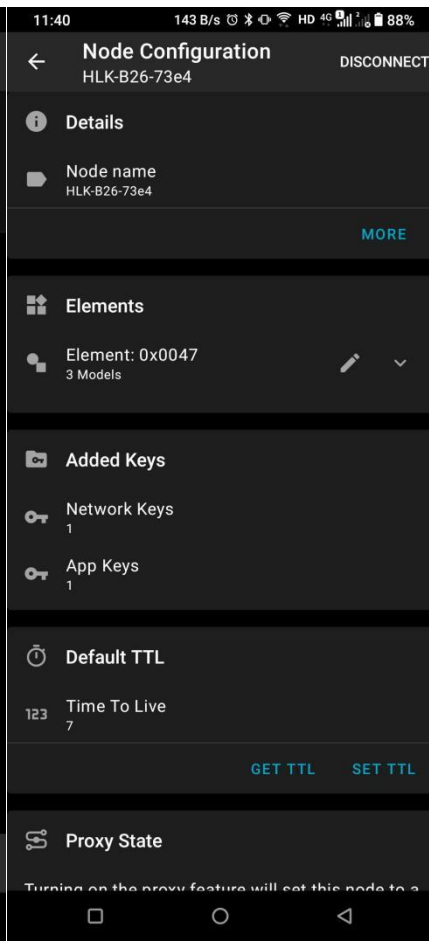 11:40 143 B/s HD 4G 88%
Node Configuration
HLK-B26-73e4
DISCONNECT
Details
Node name
HLK-B26-73e4
MORE
Elements
Element: 0x0047
3 Models
Added Keys
Network Keys
1
App Keys
1
Default TTL
123
Time To Live
7
GET TTL SET TTL
Proxy State
Turning on the proxy feature will set this node to a